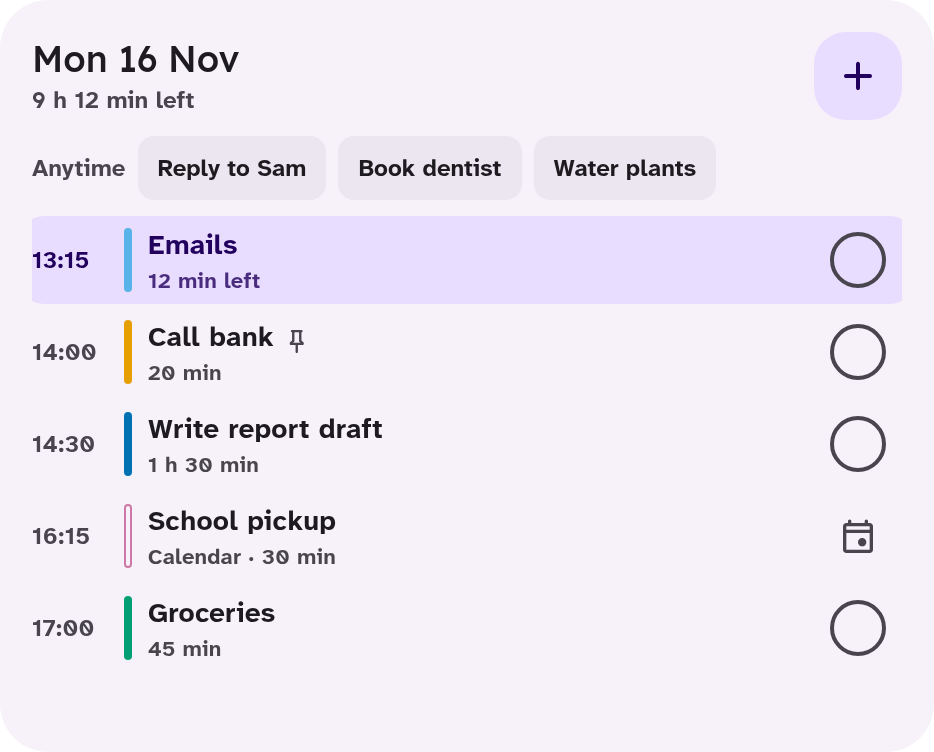 Mon 16 Nov
9 h 12 min left
Anytime Reply to Sam Book dentist Water plants
13:15 Emails
12 min left
14:00 Call bank
20 min
14:30 Write report draft
1 h 30 min
16:15 School pickup
Calendar · 30 min
17:00 Groceries
45 min